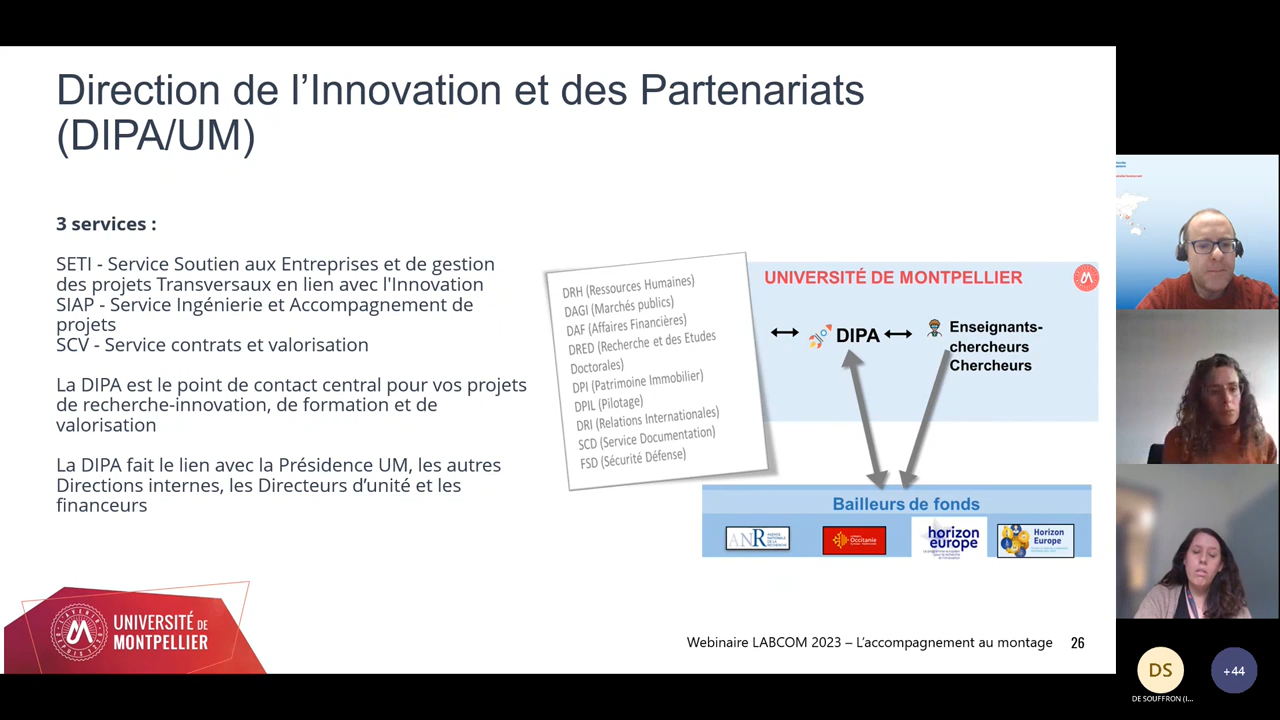 Direction de l’Innovation et des Partenariats
(DIPA/UM)
3 services :
SETI - Service Soutien aux Entreprises et de gestion
des projets Transversaux en lien avec l'Innovation
SIAP - Service Ingénierie et Accompagnement de
projets
SCV - Service contrats et valorisation
La DIPA est le point de contact central pour vos projets
de recherche-innovation, de formation et de
valorisation
La DIPA fait le lien avec la Présidence UM, les autres
Directions internes, les Directeurs d’unité et les
financeurs
DRH (Ressources Humaines)
DAGI (Marchés publics)
DAF (Affaires Financières)
DRED (Recherche et des Etudes
Doctorales)
DPI (Patrimoine Immobilier)
DPIL (Pilotage)
DRI (Relations Internationales)
SCD (Service Documentation)
FSD (Sécurité Défense)
UNIVERSITÉ DE MONTPELLIER
DIPA
Enseignants-
chercheurs
Chercheurs
Bailleurs de fonds
ANR
Occitanie
horizon
europe
Horizon
Europe
UNIVERSITÉ DE
MONTPELLIER
Webinaire LABCOM 2023 – L’accompagnement au montage
26
DS
+44
DE SOUFFRON (I...